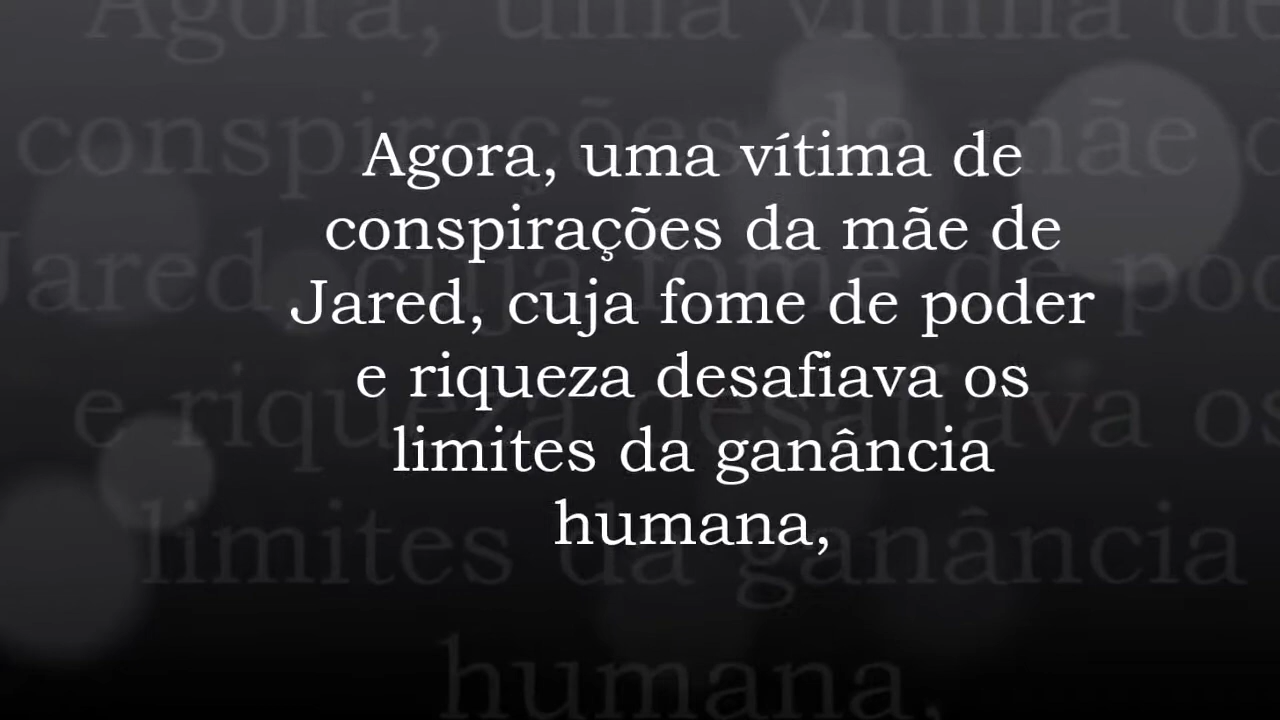 Agora, uma vítima de
conspirações da mãe de
Jared, cuja fome de poder
e riqueza desafiava os
limites da ganância
humana,